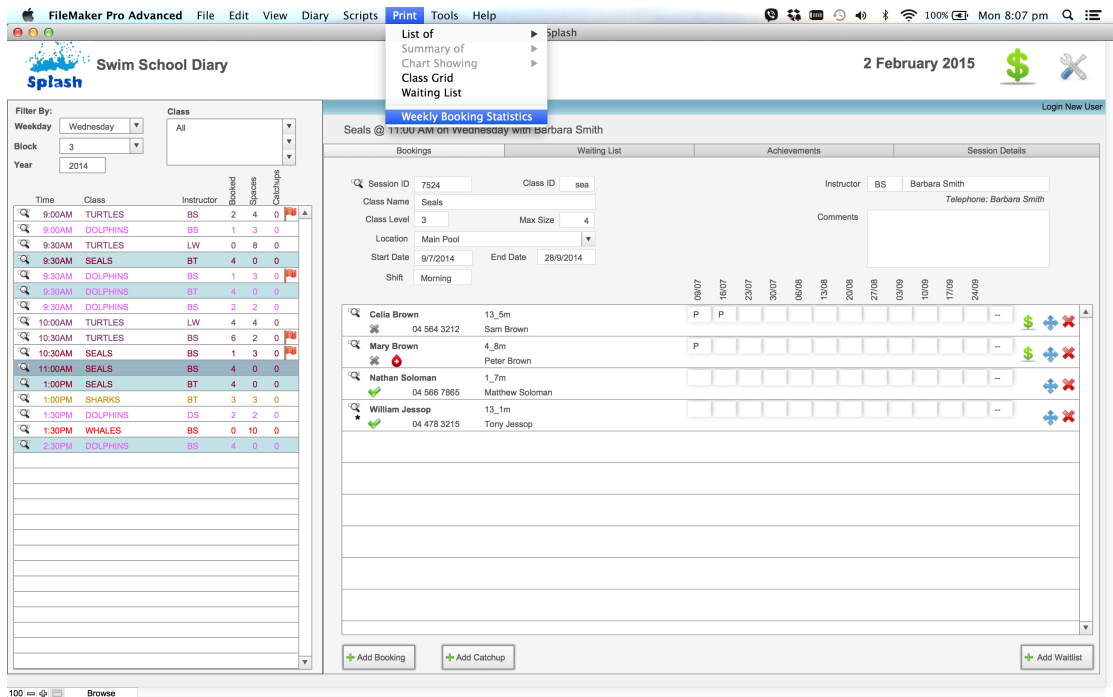 FileMaker Pro Advanced File Edit View Diary Scripts Print Tools Help 100% Mon 8:07 pm
Splash
List of
Summary of
Chart Showing
Class Grid
Waiting List
Weekly Booking Statistics
Splash
Swim School Diary
2 February 2015
Login New User
Filter By:
Weekday Wednesday
Block 3
Year 2014
Class
All
Time Class Instructor Booked Spaces Catchups
9:00AM TURTLES BS 2 4 0
9:00AM DOLPHINS BS 1 3 0
9:30AM TURTLES LW 0 8 0
9:30AM SEALS BT 4 0 0
9:30AM DOLPHINS BS 1 3 0
9:30AM DOLPHINS BT 4 0 0
9:30AM DOLPHINS BS 2 2 0
10:00AM TURTLES LW 4 4 0
10:30AM TURTLES BS 6 2 0
10:30AM SEALS BS 1 3 0
11:00AM SEALS BS 4 0 0
1:00PM SEALS BT 4 0 0
1:00PM SHARKS BT 3 3 0
1:30PM DOLPHINS DS 2 2 0
1:30PM WHALES BS 0 10 0
2:30PM DOLPHINS BS 4 0 0
Seals @ 11:00 AM on Wednesday with Barbara Smith
Bookings Waiting List Achievements Session Details
Session ID 7524 Class ID sea Instructor BS Barbara Smith
Class Name Seals Telephone: Barbara Smith
Class Level 3 Max Size 4 Comments
Location Main Pool
Start Date 9/7/2014 End Date 28/9/2014
Shift Morning
09/07 16/07 23/07 30/07 06/08 13/08 20/08 27/08 03/09 10/09 17/09 24/09
Celia Brown 13_5m P P --
04 564 3212 Sam Brown
Mary Brown 4_8m P --
Peter Brown
Nathan Soloman 1_7m --
04 566 7865 Matthew Soloman
William Jessop 13_1m --
* 04 478 3215 Tony Jessop
Add Booking Add Catchup Add Waitlist
100 Browse